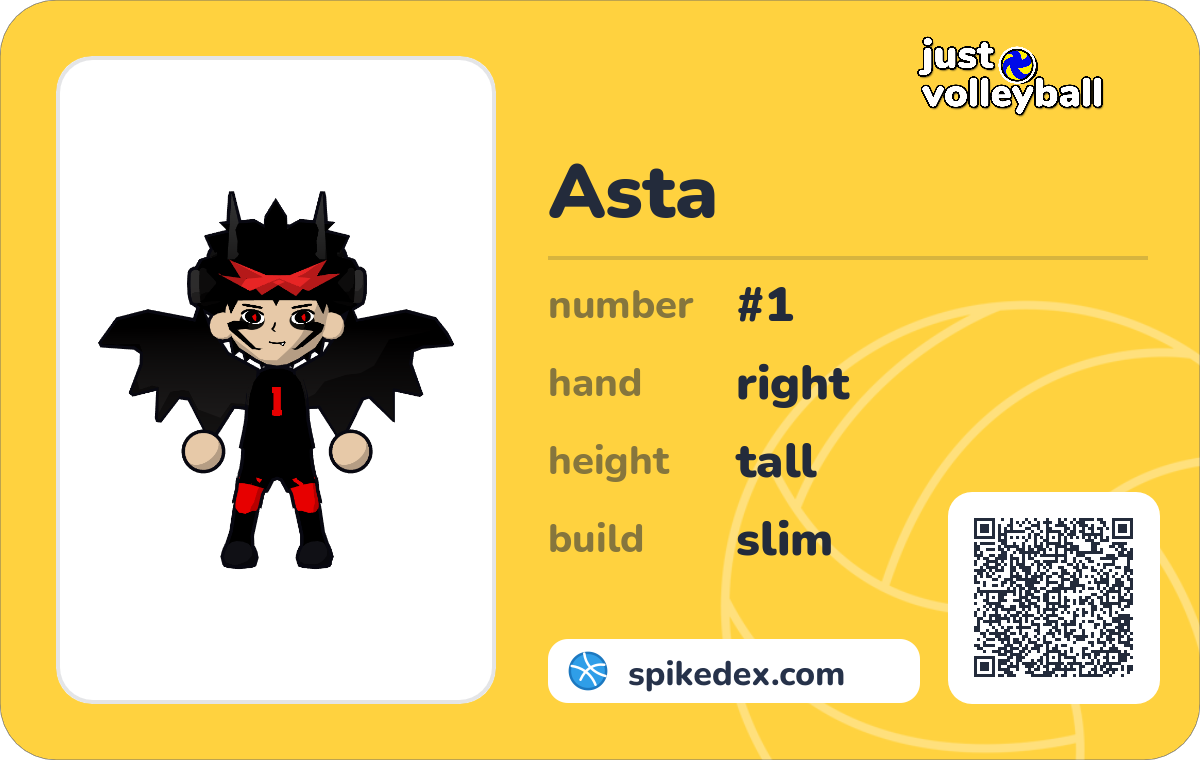 just
volleyball
Asta
number #1
hand right
height tall
build slim
1
spikedex.com